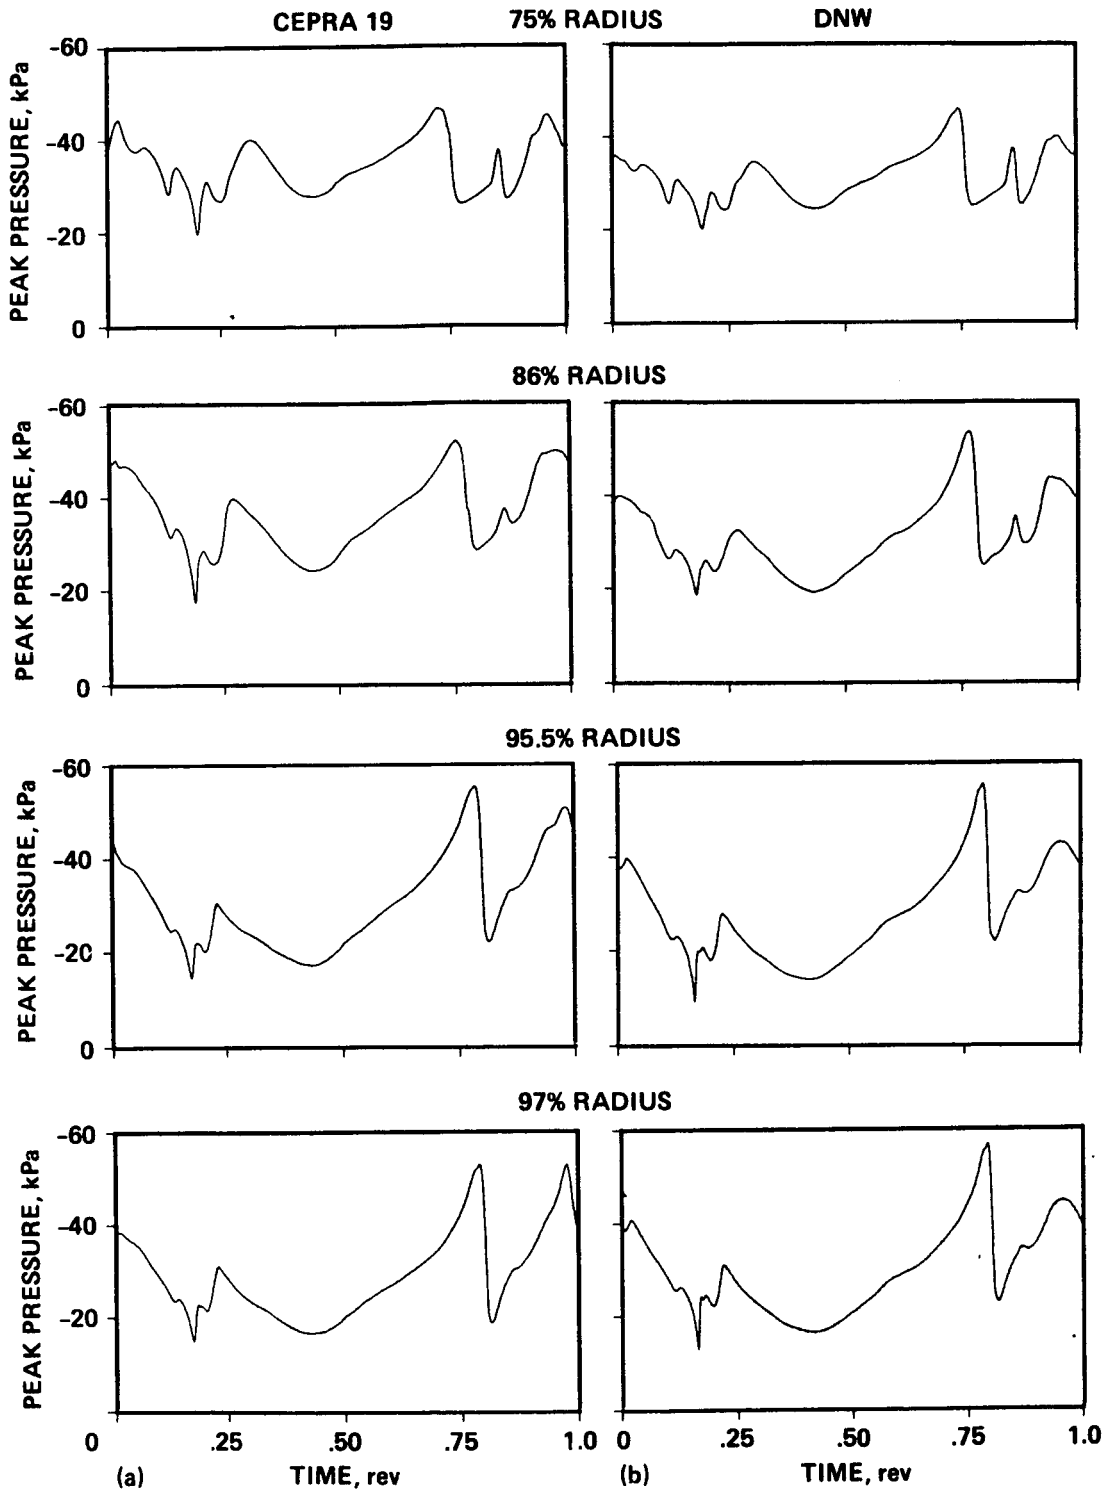 CEPRA 19 75% RADIUS DNW
PEAK PRESSURE, kPa
-60
-40
-20
0
86% RADIUS
PEAK PRESSURE, kPa
-60
-40
-20
0
95.5% RADIUS
PEAK PRESSURE, kPa
-60
-40
-20
0
97% RADIUS
PEAK PRESSURE, kPa
-60
-40
-20
0 .25 .50 .75 1.0 0 .25 .50 .75 1.0
(a) TIME, rev (b) TIME, rev